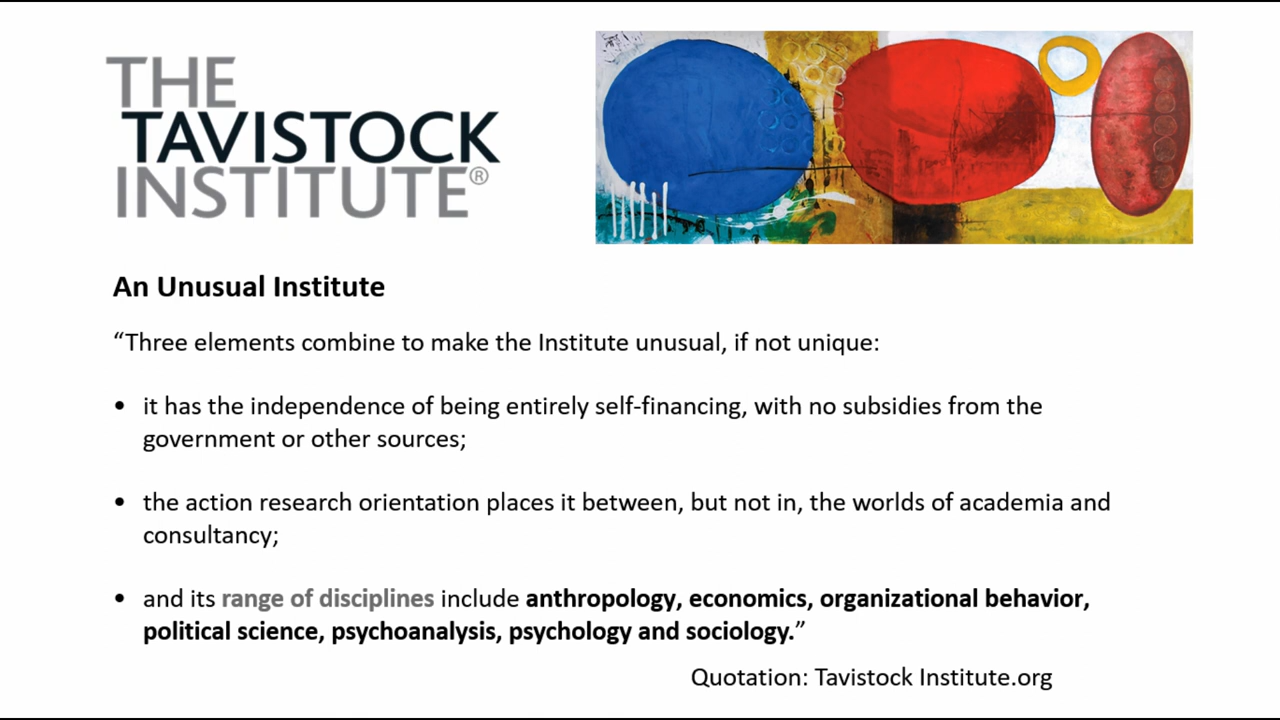 THE
TAVISTOCK
INSTITUTE®
An Unusual Institute
“Three elements combine to make the Institute unusual, if not unique:
• it has the independence of being entirely self-financing, with no subsidies from the
government or other sources;
• the action research orientation places it between, but not in, the worlds of academia and
consultancy;
• and its range of disciplines include anthropology, economics, organizational behavior,
political science, psychoanalysis, psychology and sociology.”
Quotation: Tavistock Institute.org